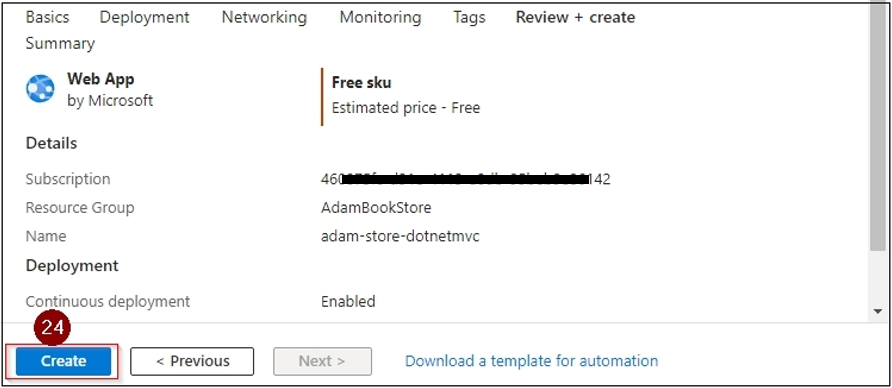 Basics Deployment Networking Monitoring Tags Review + create
Summary
Web App
by Microsoft
Free sku
Estimated price - Free
Details
Subscription 460 142
Resource Group AdamBookStore
Name adam-store-dotnetmvc
Deployment
Continuous deployment Enabled
24
Create < Previous Next > Download a template for automation